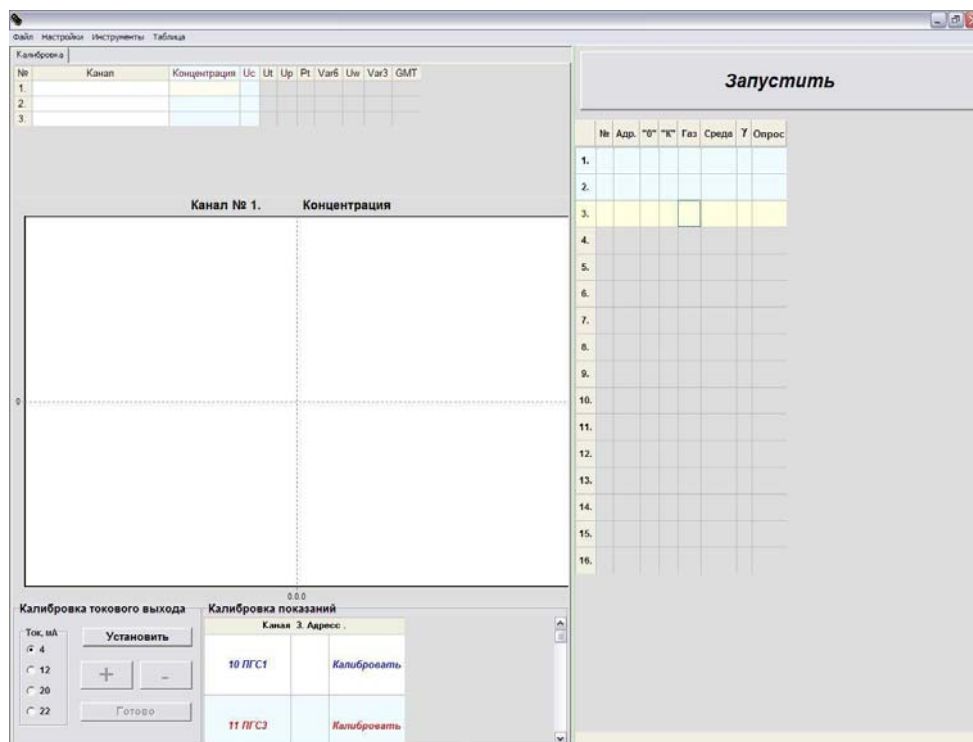 Файл Настройки Инструменты Таблица
Калибровка
№ Канал Концентрация Uc Ut Up Pt Var6 Uw Var3 GMT
1.
2.
3.
Канал № 1. Концентрация
0
0.0.0
Калибровка токового выхода
Ток, мА
4
12
20
22
Установить
+ -
Готово
Калибровка показаний
Канал 3. Адресс .
10 ПГС1 Калибровать
11 ПГС3 Калибровать
Запустить
№ Адр. "0" "К" Газ Среда γ Опрос
1.
2.
3.
4.
5.
6.
7.
8.
9.
10.
11.
12.
13.
14.
15.
16.